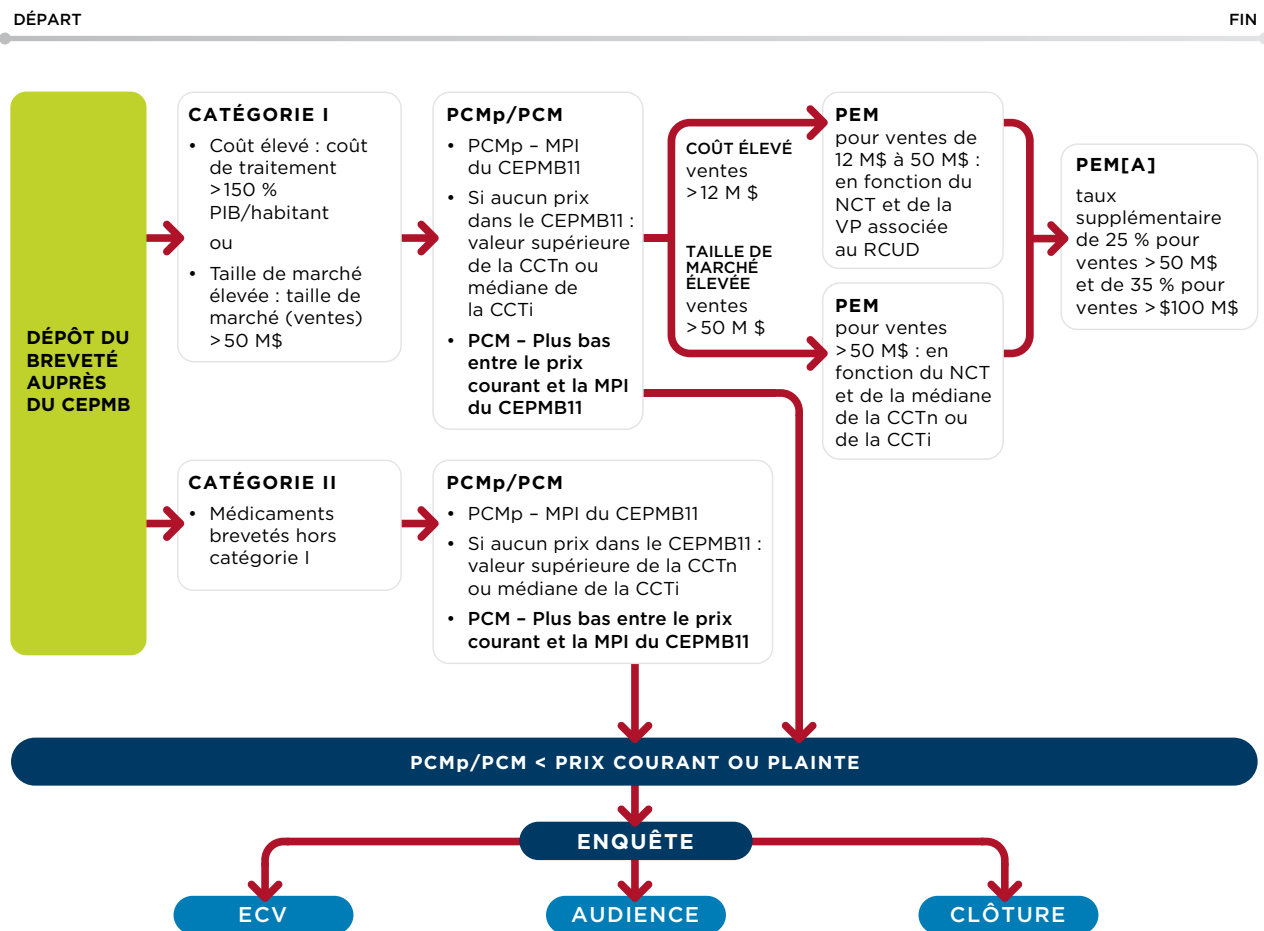 DÉPART
FIN
DÉPÔT DU
BREVETÉ
AUPRÈS
DU CEPMB
CATÉGORIE I
• Coût élevé : coût
de traitement
>150 %
PIB/habitant
ou
• Taille de marché
élevée : taille de
marché (ventes)
>50 M$
PCMp/PCM
• PCMp – MPI
du CEPMB11
• Si aucun prix
dans le CEPMB11 :
valeur supérieure
de la CCTn ou
médiane de
la CCTi
• PCM – Plus bas
entre le prix
courant et la MPI
du CEPMB11
COÛT ÉLEVÉ
ventes
>12 M $
TAILLE DE
MARCHÉ
ÉLEVÉE
ventes
>50 M $
PEM
pour ventes de
12 M$ à 50 M$ :
en fonction du
NCT et de la
VP associée
au RCUD
PEM
pour ventes
>50 M$ : en
fonction du NCT
et de la médiane
de la CCTn ou
de la CCTi
PEM[A]
taux
supplémentaire
de 25 % pour
ventes >50 M$
et de 35 % pour
ventes >$100 M$
CATÉGORIE II
• Médicaments
brevetés hors
catégorie I
PCMp/PCM
• PCMp – MPI du CEPMB11
• Si aucun prix dans le CEPMB11 :
valeur supérieure de la CCTn
ou médiane de la CCTi
• PCM – Plus bas entre le prix
courant et la MPI du CEPMB11
PCMp/PCM < PRIX COURANT OU PLAINTE
ENQUÊTE
ECV
AUDIENCE
CLÔTURE